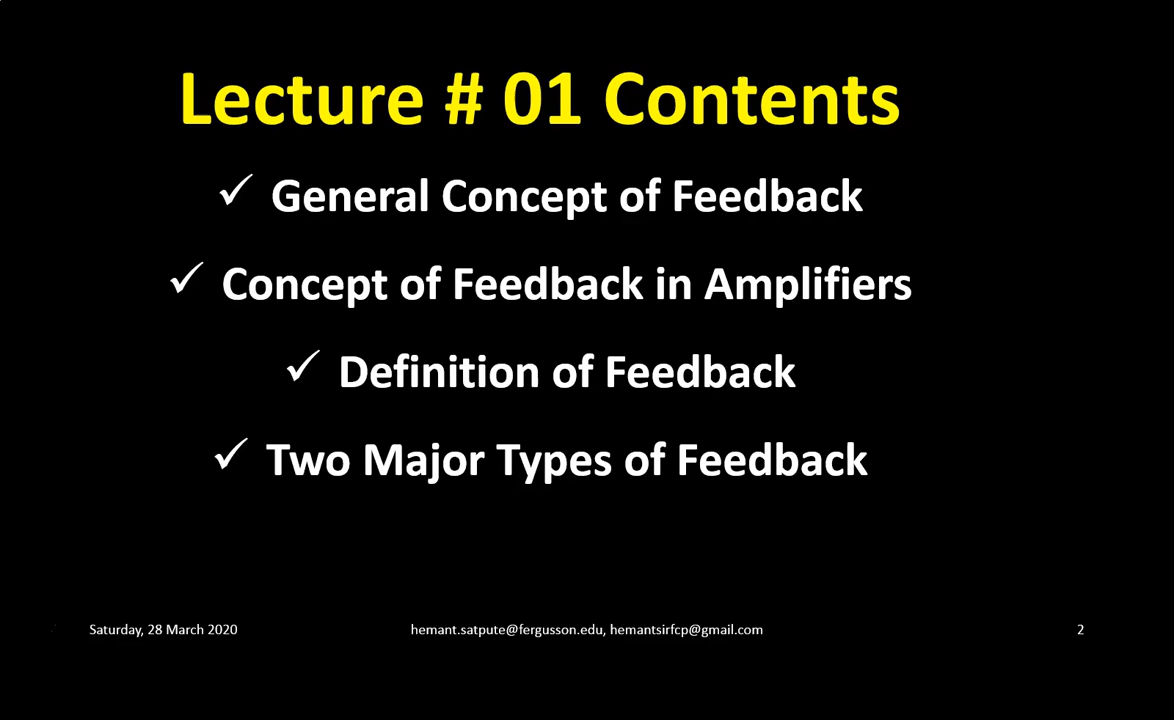 Lecture # 01 Contents
✓ General Concept of Feedback
✓ Concept of Feedback in Amplifiers
✓ Definition of Feedback
✓ Two Major Types of Feedback
Saturday, 28 March 2020 hemant.satpute@fergusson.edu, hemantsirfcp@gmail.com 2